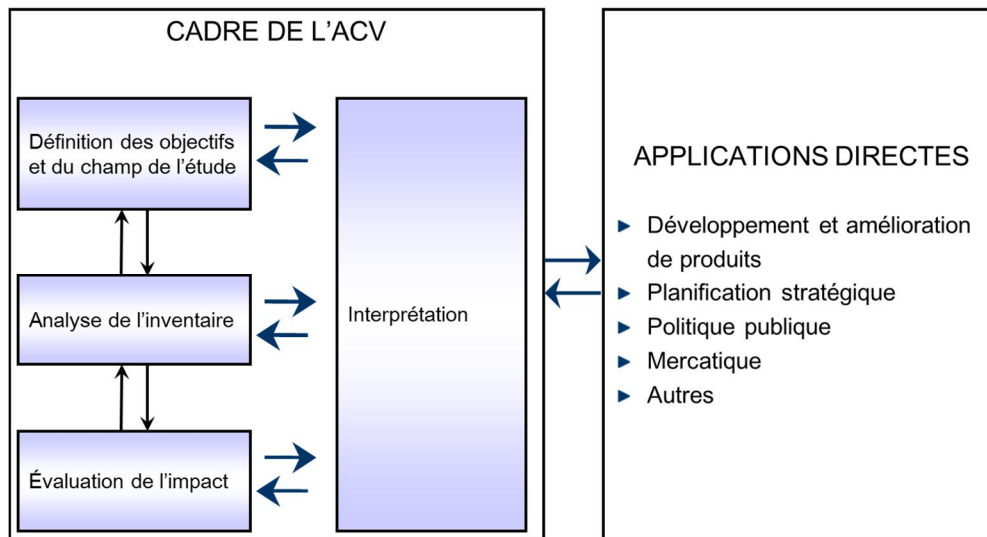 CADRE DE L’ACV
Définition des objectifs
et du champ de l’étude
Analyse de l’inventaire
Évaluation de l’impact
Interprétation
APPLICATIONS DIRECTES
Développement et amélioration
de produits
Planification stratégique
Politique publique
Mercatique
Autres